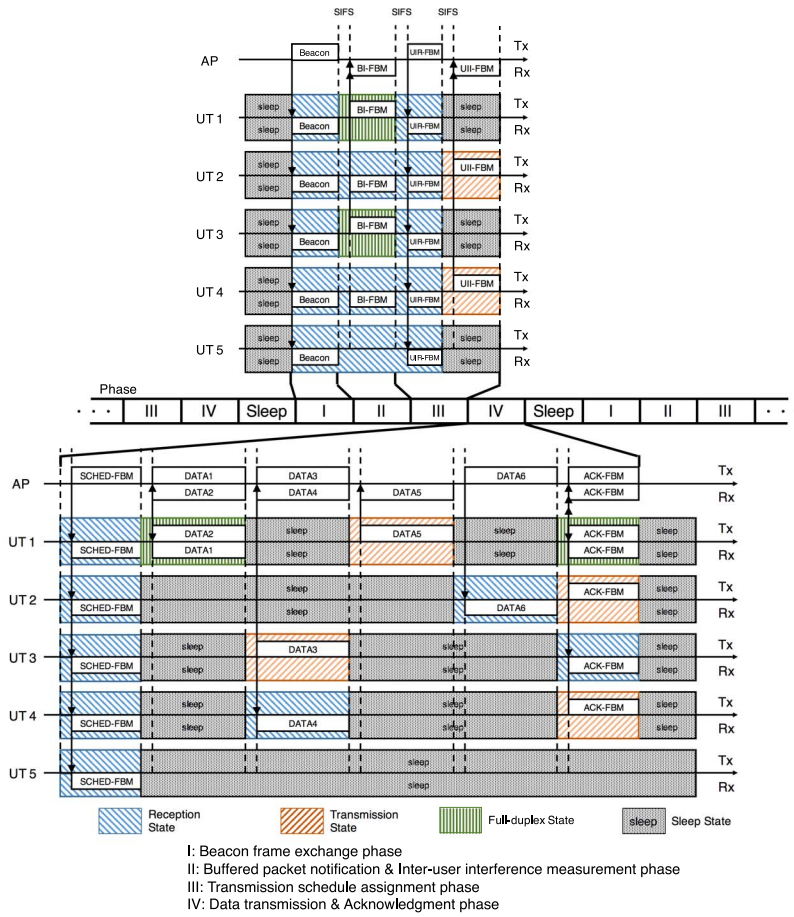 SIFS SIFS SIFS
AP Beacon UIR-FBM Tx
BI-FBM UII-FBM Rx
UT 1 sleep BI-FBM sleep Tx
sleep Beacon UIR-FBM sleep Rx
UT 2 sleep UII-FBM Tx
sleep Beacon BI-FBM UIR-FBM Rx
UT 3 sleep BI-FBM sleep Tx
sleep Beacon UIR-FBM sleep Rx
UT 4 sleep UII-FBM Tx
sleep Beacon BI-FBM UIR-FBM Rx
UT 5 sleep sleep Tx
sleep Beacon UIR-FBM sleep Rx
Phase
· · · III IV Sleep I II III IV Sleep I II III · ·
AP SCHED-FBM DATA1 DATA3 DATA6 ACK-FBM Tx
DATA2 DATA4 DATA5 ACK-FBM Rx
UT 1 DATA2 sleep DATA5 sleep ACK-FBM sleep Tx
SCHED-FBM DATA1 sleep sleep ACK-FBM sleep Rx
UT 2 sleep ACK-FBM sleep Tx
SCHED-FBM sleep DATA6 sleep Rx
UT 3 sleep DATA3 sleep sleep Tx
SCHED-FBM sleep ACK-FBM sleep Rx
UT 4 sleep sleep ACK-FBM sleep Tx
SCHED-FBM sleep DATA4 sleep Rx
UT 5 sleep Tx
SCHED-FBM sleep Rx
Reception State
Transmission State
Full-duplex State
sleep Sleep State
I: Beacon frame exchange phase
II: Buffered packet notification & Inter-user interference measurement phase
III: Transmission schedule assignment phase
IV: Data transmission & Acknowledgment phase